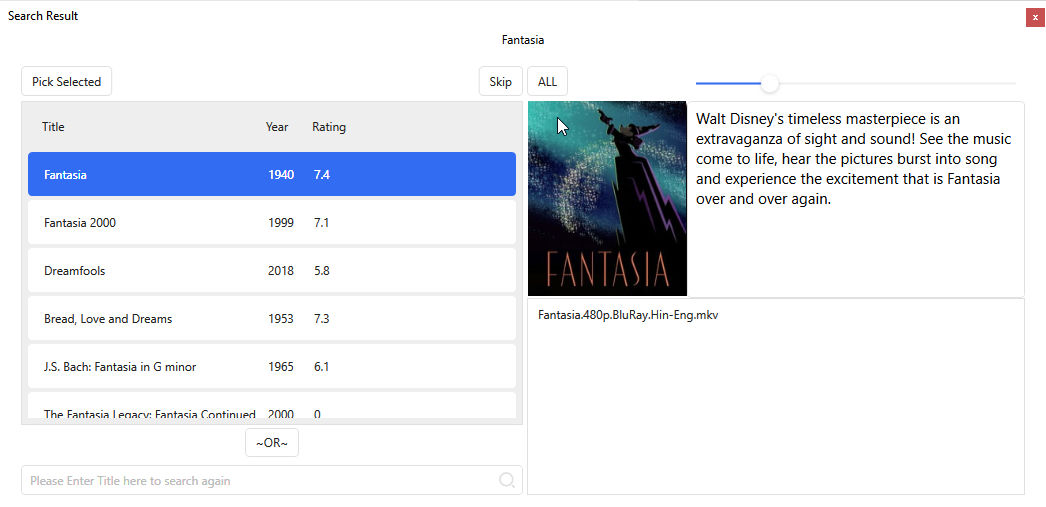 Search Result
x
Fantasia
Pick Selected
Skip
ALL
Title Year Rating
Fantasia 1940 7.4
Fantasia 2000 1999 7.1
Dreamfools 2018 5.8
Bread, Love and Dreams 1953 7.3
J.S. Bach: Fantasia in G minor 1965 6.1
The Fantasia Legacy: Fantasia Continued 2000 0
~OR~
Please Enter Title here to search again
FANTASIA
Walt Disney's timeless masterpiece is an
extravaganza of sight and sound! See the music
come to life, hear the pictures burst into song
and experience the excitement that is Fantasia
over and over again.
Fantasia.480p.BluRay.Hin-Eng.mkv